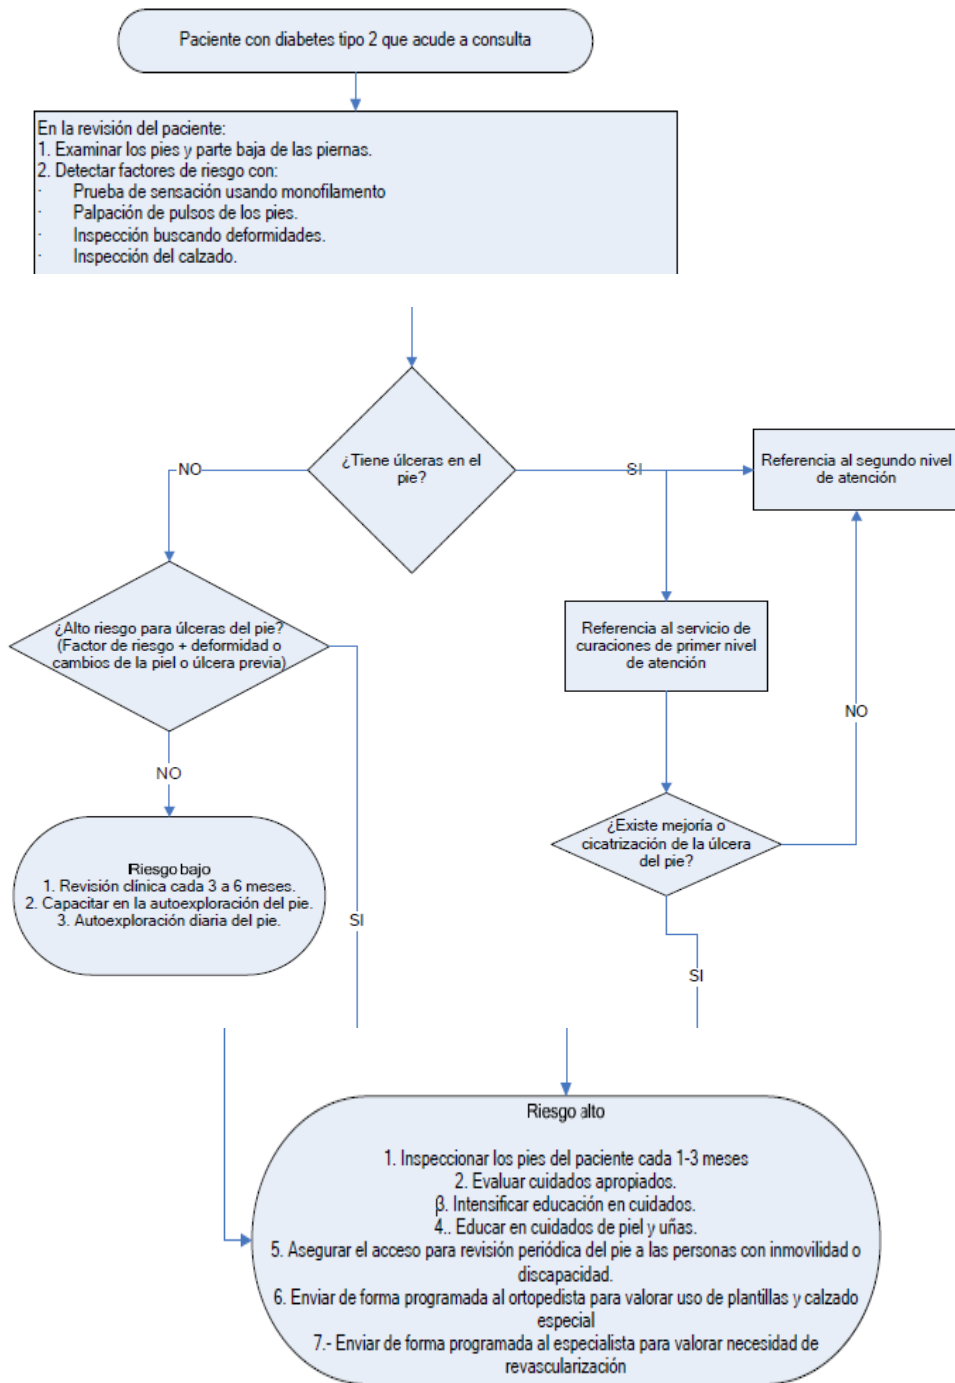 Paciente con diabetes tipo 2 que acude a consulta
En la revisión del paciente:
1. Examinar los pies y parte baja de las piernas.
2. Detectar factores de riesgo con:
· Prueba de sensación usando monofilamento
· Palpación de pulsos de los pies.
· Inspección buscando deformidades.
· Inspección del calzado.
¿Tiene úlceras en el
pie?
NO
SI
Referencia al segundo nivel
de atención
¿Alto riesgo para úlceras del pie?
(Factor de riesgo + deformidad o
cambios de la piel o úlcera previa)
Referencia al servicio de
curaciones de primer nivel
de atención
NO
NO
¿Existe mejoría o
cicatrización de la úlcera
del pie?
Riesgo bajo
1. Revisión clínica cada 3 a 6 meses.
2. Capacitar en la autoexploración del pie.
3. Autoexploración diaria del pie.
SI
SI
Riesgo alto
1. Inspeccionar los pies del paciente cada 1-3 meses
2. Evaluar cuidados apropiados.
β. Intensificar educación en cuidados.
4.. Educar en cuidados de piel y uñas.
5. Asegurar el acceso para revisión periódica del pie a las personas con inmovilidad o
discapacidad.
6. Enviar de forma programada al ortopedista para valorar uso de plantillas y calzado
especial
7.- Enviar de forma programada al especialista para valorar necesidad de
revascularización